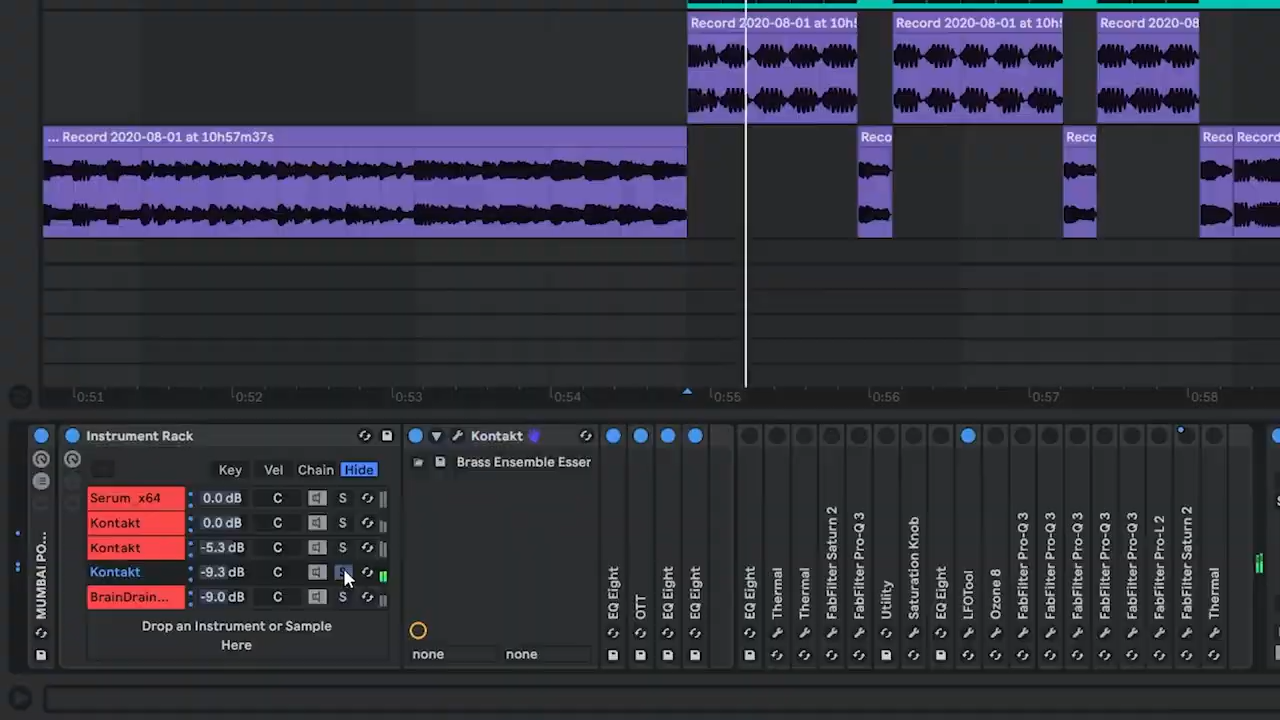 Record 2020-08-01 at 10h
Record 2020-08-01 at 10h
Record 2020-08
... Record 2020-08-01 at 10h57m37s
Reco
Reco
Reco
Record
0:51
0:52
0:53
0:54
0:55
0:56
0:57
0:58
MUMBAI PO...
Instrument Rack
Key Vel Chain Hide
Serum_x64 0.0 dB C S
Kontakt 0.0 dB C S
Kontakt -5.3 dB C S
Kontakt -9.3 dB C S
BrainDrain... -9.0 dB C S
Drop an Instrument or Sample
Here
Kontakt
Brass Ensemble Esser
none none
EQ Eight
OTT
EQ Eight
EQ Eight
EQ Eight
Thermal
Thermal
FabFilter Saturn 2
FabFilter Pro-Q 3
Utility
Saturation Knob
EQ Eight
LFOTool
Ozone 8
FabFilter Pro-Q 3
FabFilter Pro-Q 3
FabFilter Pro-Q 3
FabFilter Pro-Q 3
FabFilter Pro-Q 3
FabFilter Pro-L 2
FabFilter Saturn 2
Thermal